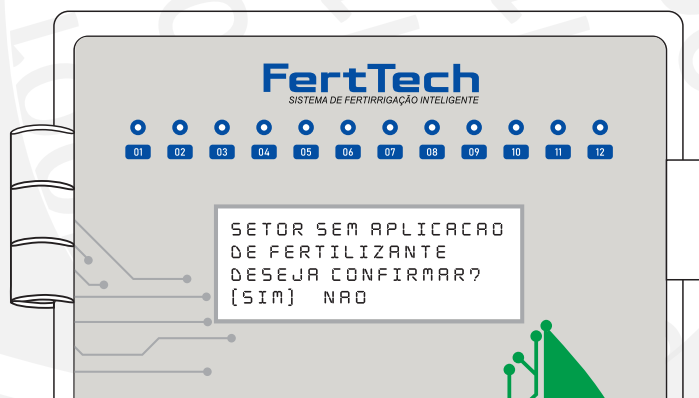 FertTech
SISTEMA DE FERTIRRIGAÇÃO INTELIGENTE
01 02 03 04 05 06 07 08 09 10 11 12
SETOR SEM APLICACAO
DE FERTILIZANTE
DESEJA CONFIRMAR?
[SIM] NAO